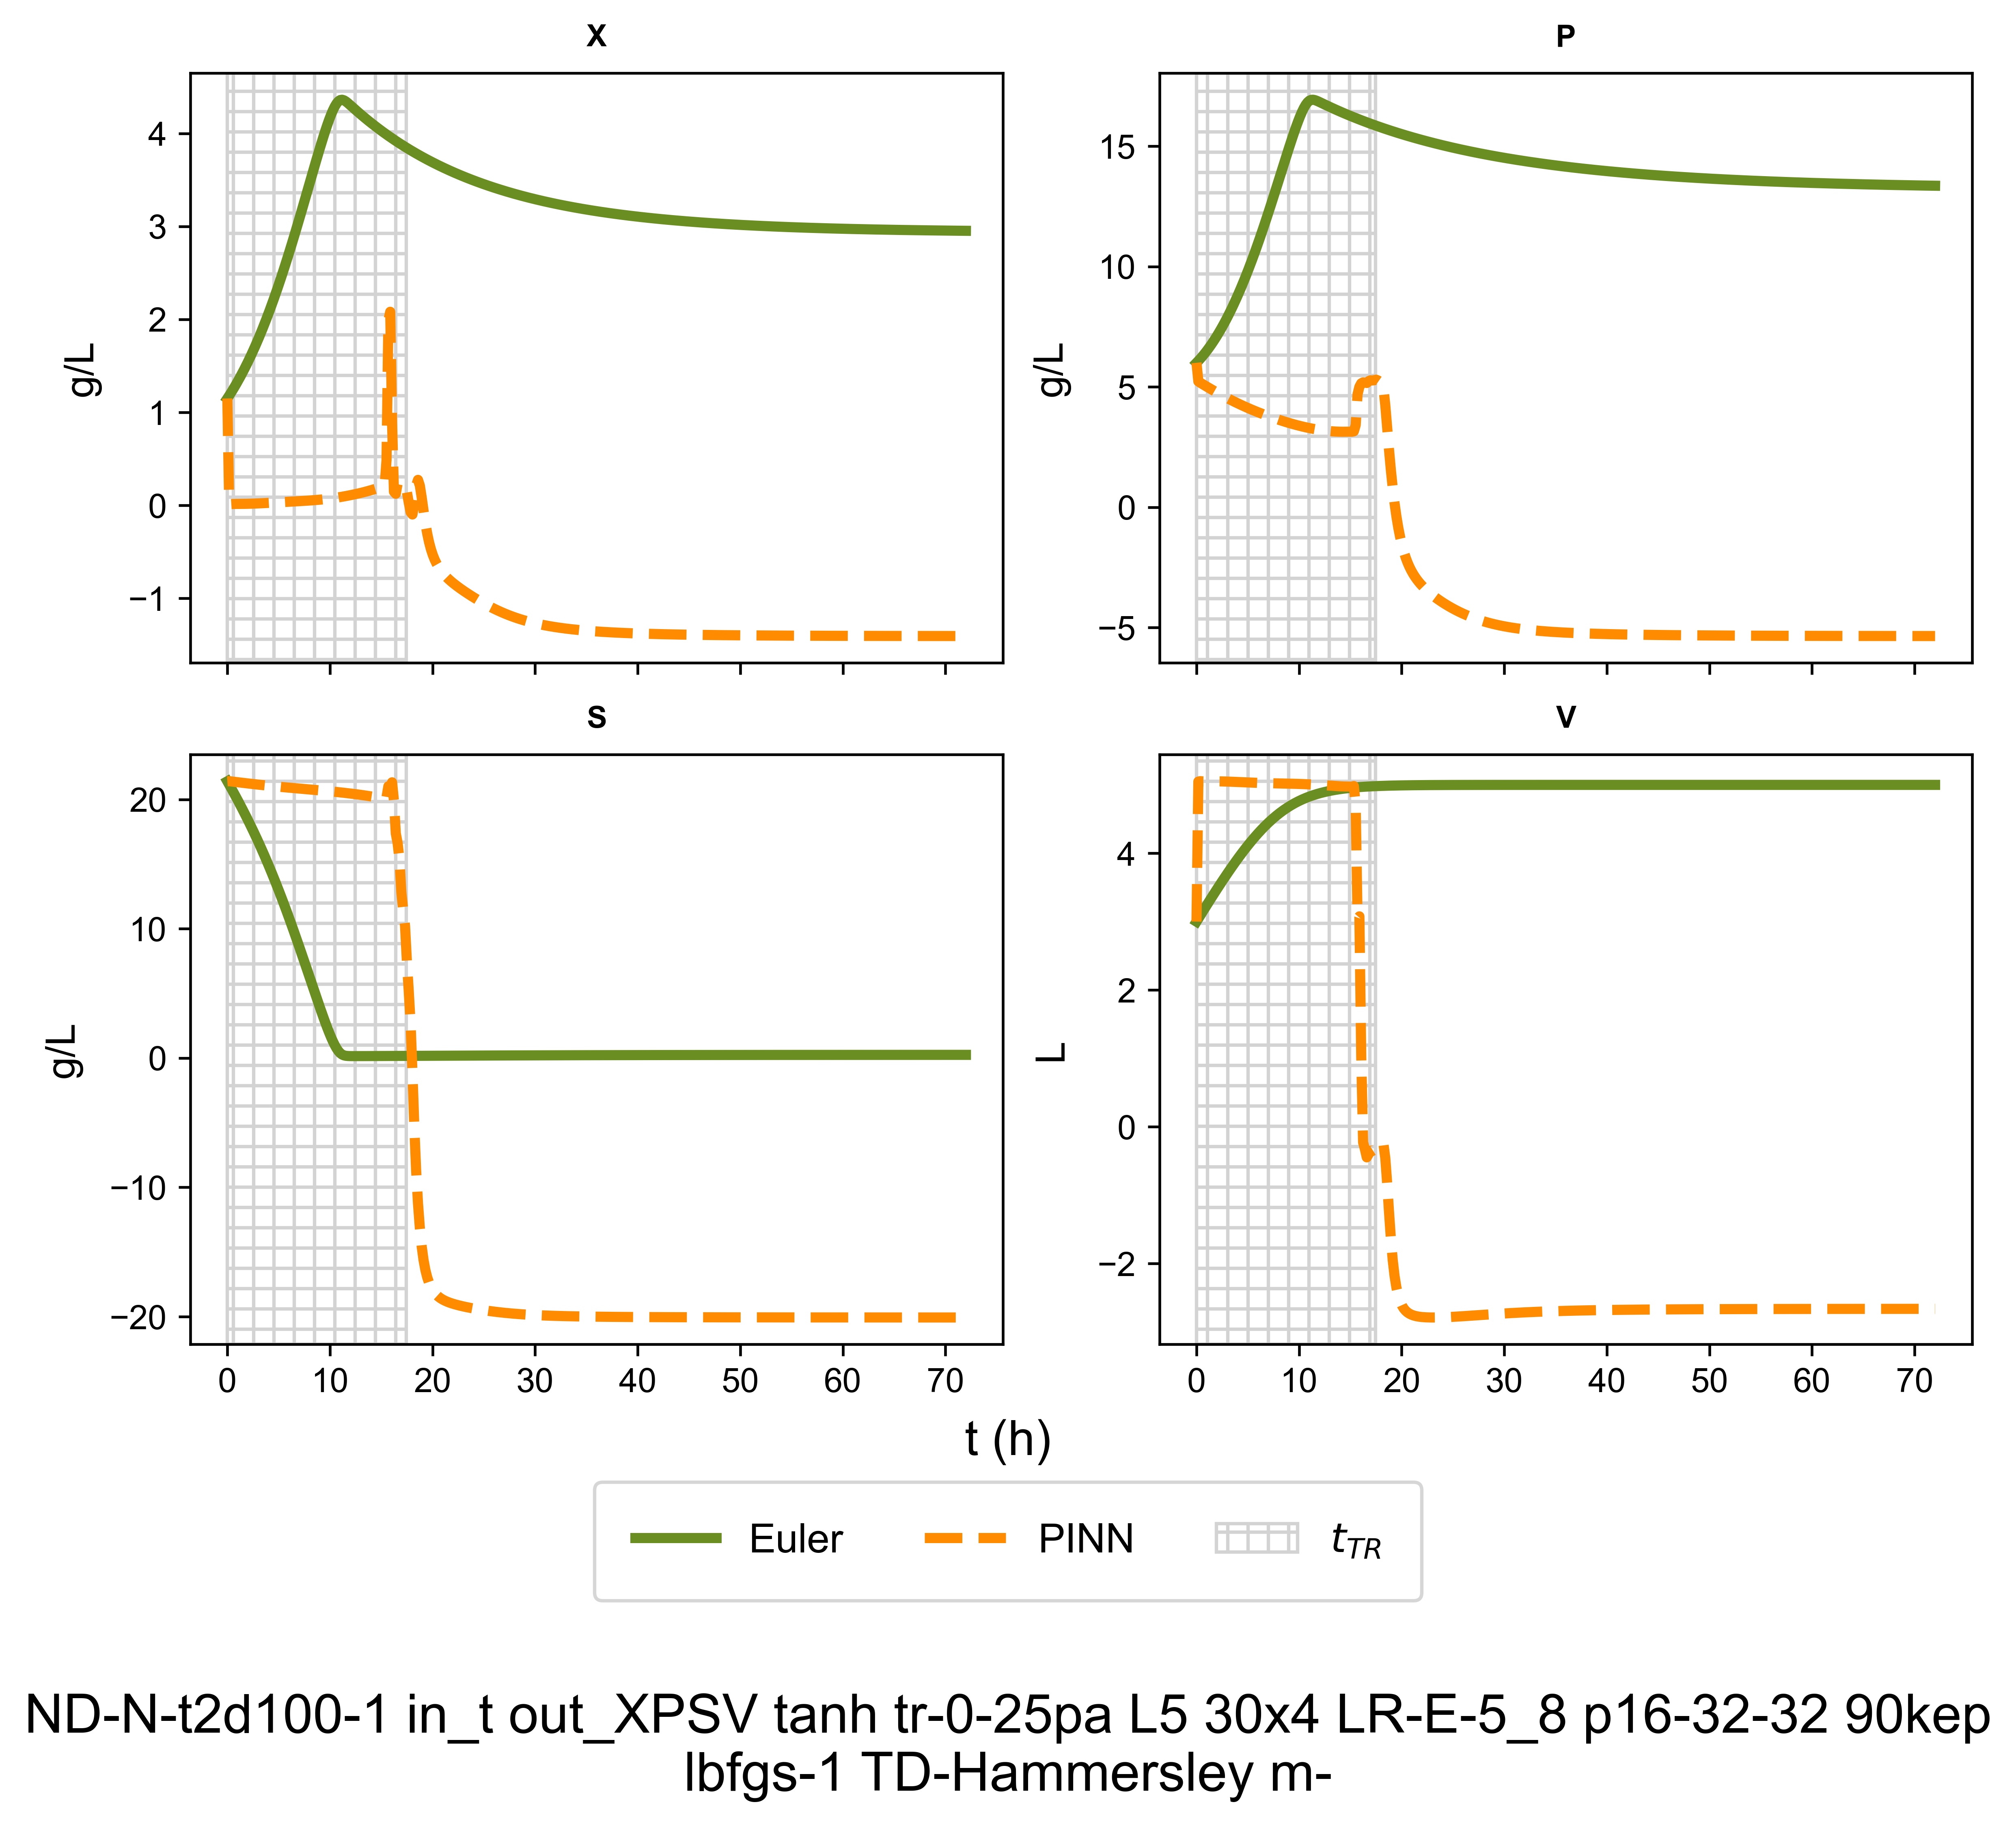 X
P
4
3
2
1
0
−1
g/L
15
10
5
0
−5
g/L
S
V
20
10
0
−10
−20
g/L
4
2
0
−2
L
0 10 20 30 40 50 60 70
0 10 20 30 40 50 60 70
t (h)
Euler PINN t_TR
ND-N-t2d100-1 in_t out_XPSV tanh tr-0-25pa L5 30x4 LR-E-5_8 p16-32-32 90kep
lbfgs-1 TD-Hammersley m-